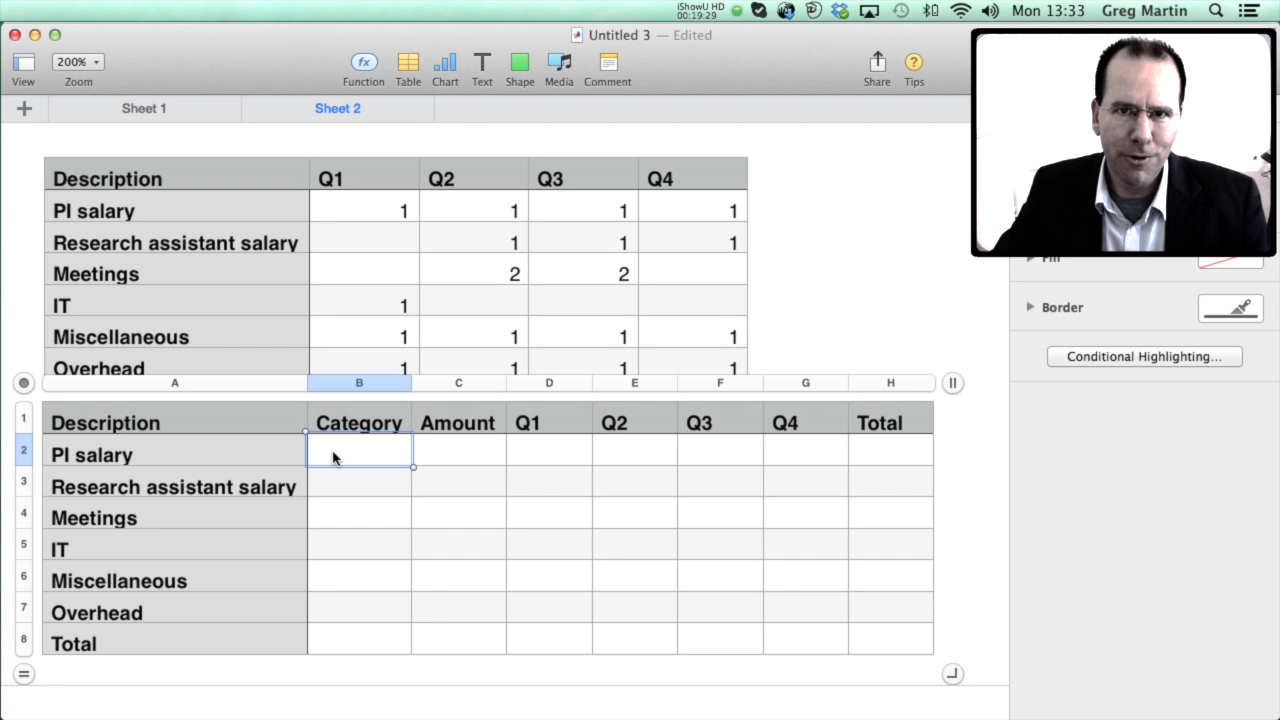 iShowU HD
00:19:29
Mon 13:33 Greg Martin
Untitled 3 — Edited
200%
View Zoom
fx
Function Table Chart Text Shape Media Comment
?
Share Tips
Sheet 1 Sheet 2
Description Q1 Q2 Q3 Q4
PI salary 1 1 1 1
Research assistant salary 1 1 1
Meetings 2 2
IT 1
Miscellaneous 1 1 1 1
Overhead 1 1 1 1
A B C D F E G H
1 Description Category Amount Q1 Q2 Q3 Q4 Total
2 PI salary
3 Research assistant salary
4 Meetings
5 IT
6 Miscellaneous
7 Overhead
8 Total
Fill
Border
Conditional Highlighting...